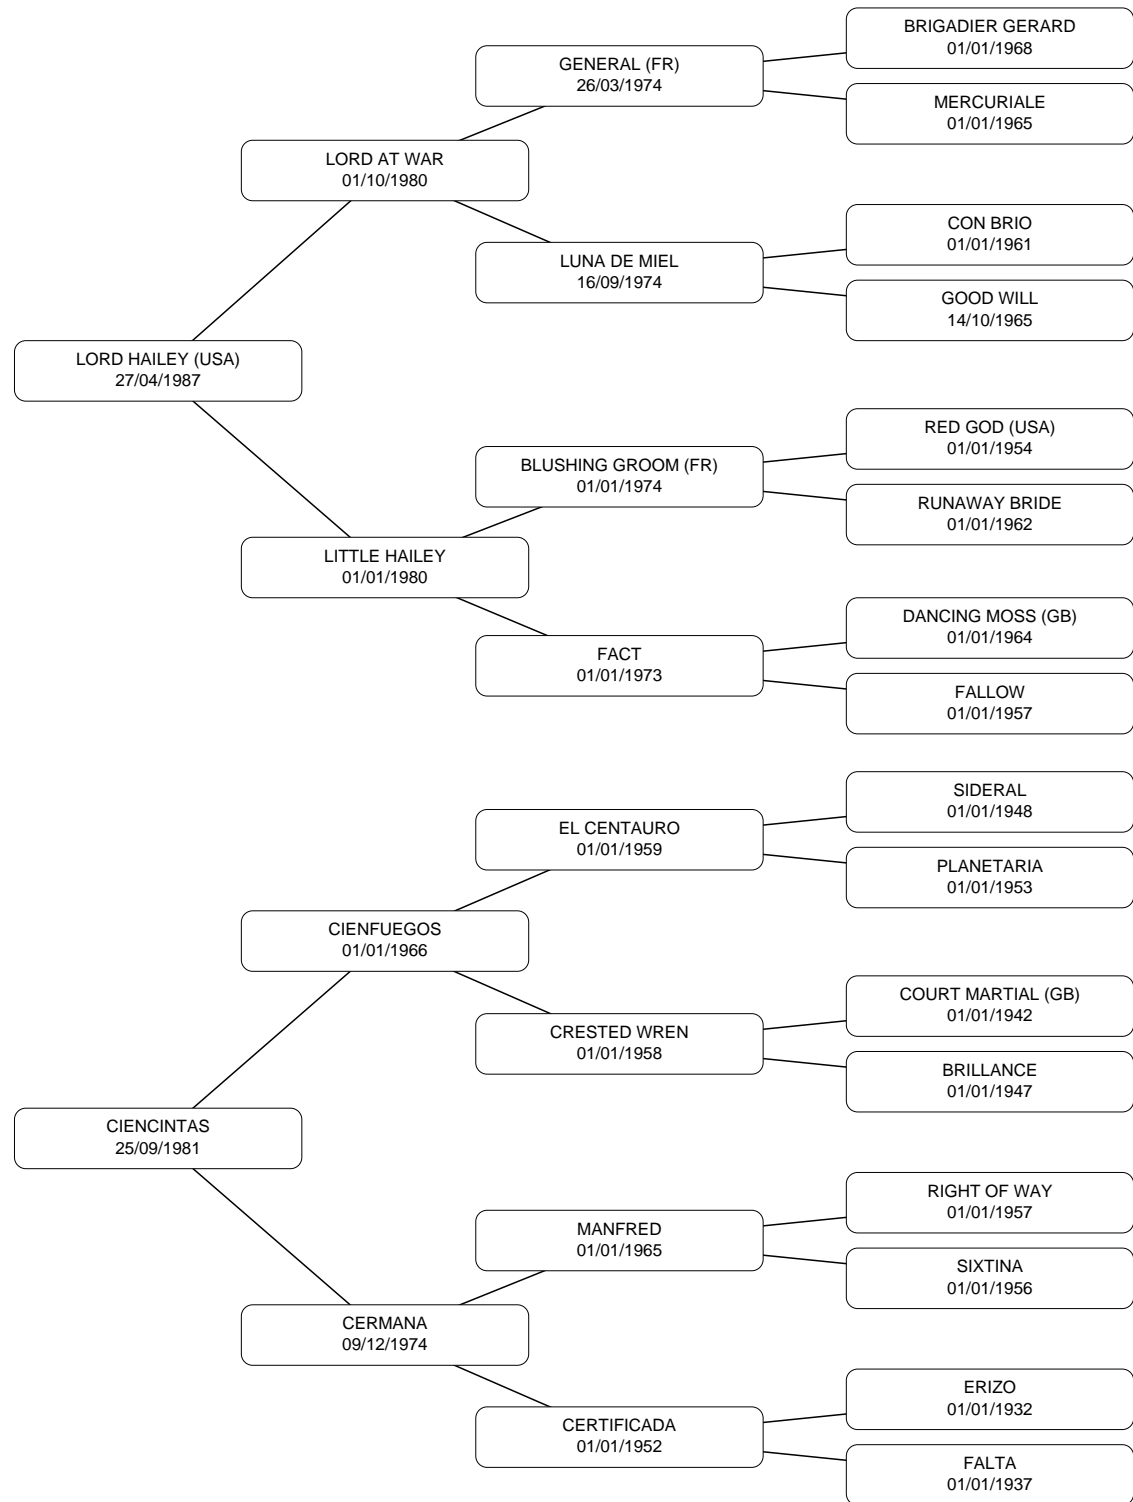 BRIGADIER GERARD
01/01/1968
GENERAL (FR)
26/03/1974
MERCURIALE
01/01/1965
LORD AT WAR
01/10/1980
CON BRIO
01/01/1961
LUNA DE MIEL
16/09/1974
GOOD WILL
14/10/1965
LORD HAILEY (USA)
27/04/1987
RED GOD (USA)
01/01/1954
BLUSHING GROOM (FR)
01/01/1974
RUNAWAY BRIDE
01/01/1962
LITTLE HAILEY
01/01/1980
DANCING MOSS (GB)
01/01/1964
FACT
01/01/1973
FALLOW
01/01/1957
SIDERAL
01/01/1948
EL CENTAURO
01/01/1959
PLANETARIA
01/01/1953
CIENFUEGOS
01/01/1966
COURT MARTIAL (GB)
01/01/1942
CRESTED WREN
01/01/1958
BRILLANCE
01/01/1947
CIENCINTAS
25/09/1981
RIGHT OF WAY
01/01/1957
MANFRED
01/01/1965
SIXTINA
01/01/1956
CERMANA
09/12/1974
ERIZO
01/01/1932
CERTIFICADA
01/01/1952
FALTA
01/01/1937